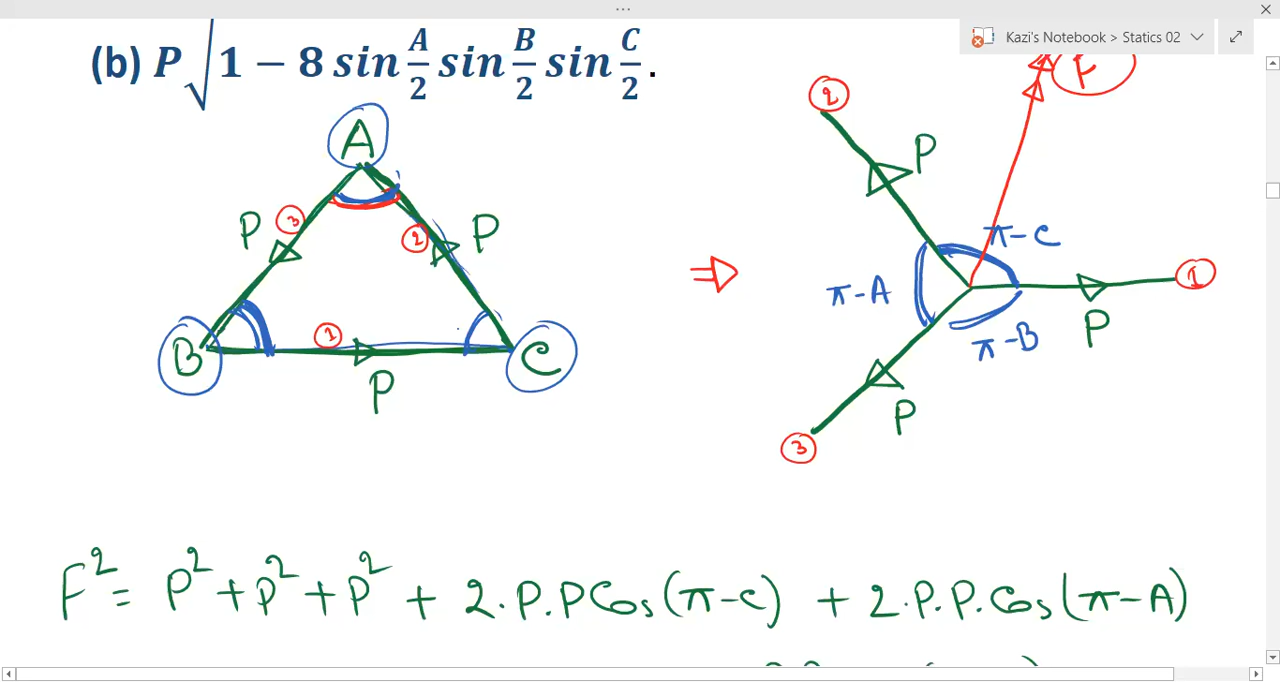 Kazi's Notebook > Statics 02
(b) P√1 − 8 sin A/2 sin B/2 sin C/2 .
F
A
P ③ ② P
B ① C
P
⇒
② P
π-C
π-A
① P
π-B
③ P
F² = P² + P² + P² + 2.P.P Cos (π-C) + 2.P.P. Cos (π-A)